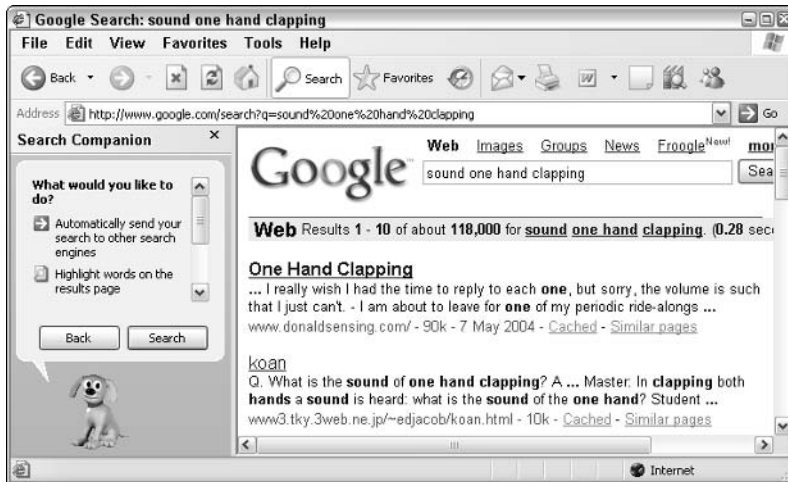 Google Search: sound one hand clapping
File Edit View Favorites Tools Help
Back Search Favorites W
Address http://www.google.com/search?q=sound%20one%20hand%20clapping Go
Search Companion ×
What would you like to
do?
Automatically send your
search to other search
engines
Highlight words on the
results page
Back Search
Google™
Web Images Groups News Froogle New! mor
sound one hand clapping Sea
Web Results 1 - 10 of about 118,000 for sound one hand clapping. (0.28 seco
One Hand Clapping
... I really wish I had the time to reply to each one, but sorry, the volume is such
that I just can't. - I am about to leave for one of my periodic ride-alongs ...
www.donaldsensing.com/ - 90k - 7 May 2004 - Cached - Similar pages
koan
Q. What is the sound of one hand clapping? A ... Master: In clapping both
hands a sound is heard: what is the sound of the one hand? Student ...
www3.tky.3web.ne.jp/~edjacob/koan.html - 10k - Cached - Similar pages
Internet